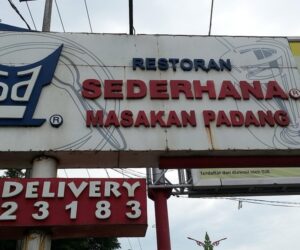 RESTORAN
SEDERHANA
MASAKAN PADANG
®
DELIVERY
23183